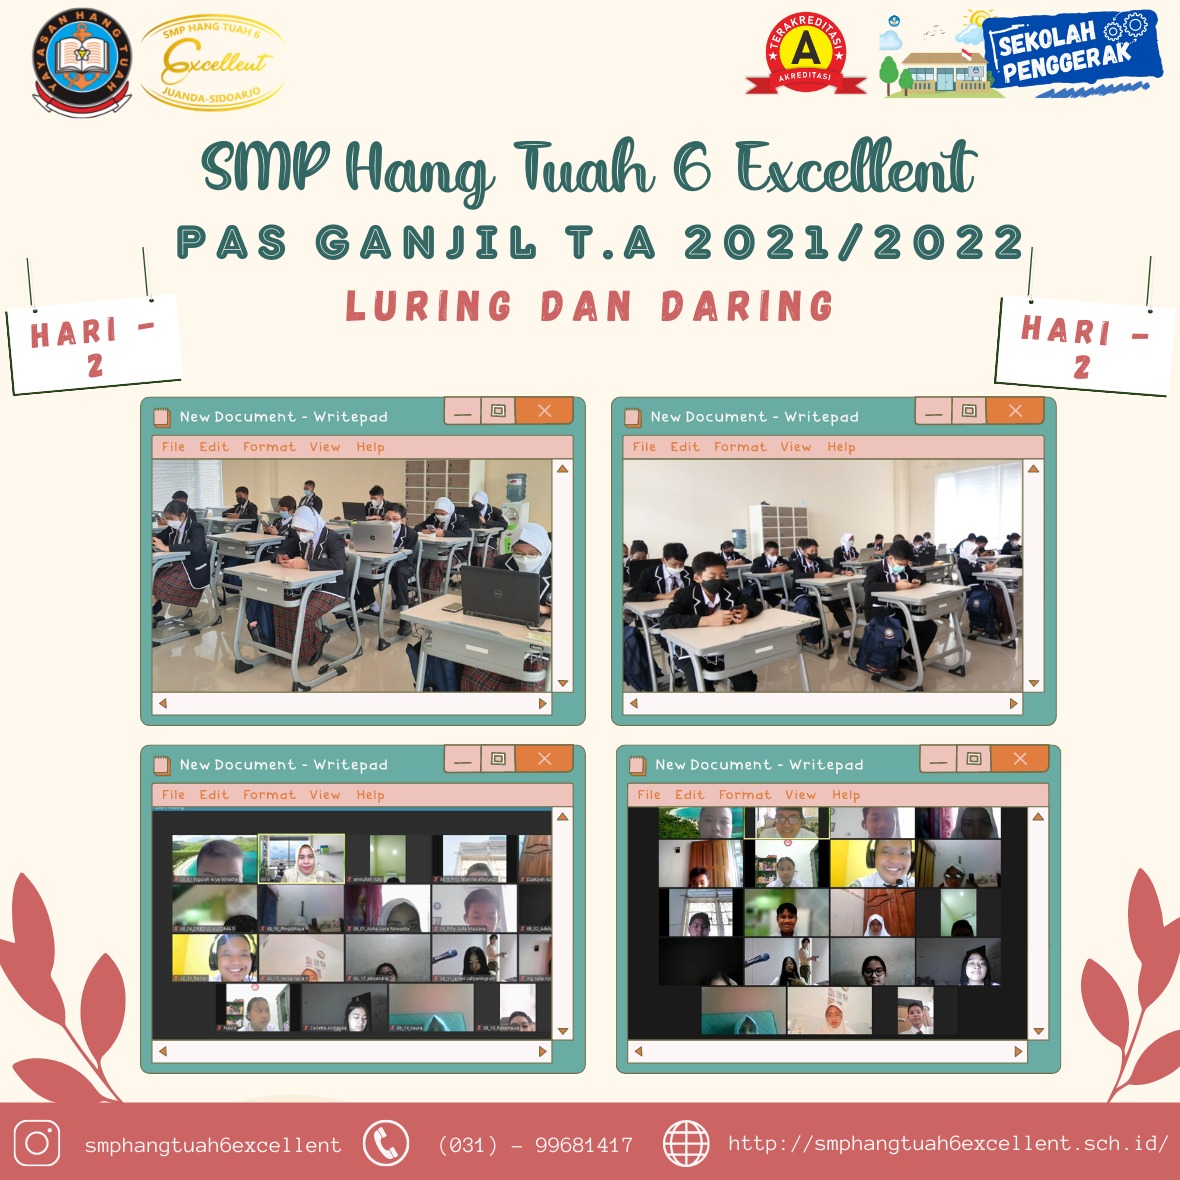 YAYASAN HANG TUAH
SMP HANG TUAH 6
Excellent
JUANDA-SIDOARJO
TERAKREDITASI
A
AKREDITASI
SEKOLAH
PENGGERAK
SMP Hang Tuah 6 Excellent
PAS GANJIL T.A 2021/2022
LURING DAN DARING
HARI -
2
HARI -
2
New Document - Writepad
File Edit Format View Help
New Document - Writepad
File Edit Format View Help
New Document - Writepad
File Edit Format View Help
New Document - Writepad
File Edit Format View Help
smphangtuah6excellent
(031) - 99681417
http://smphangtuah6excellent.sch.id/